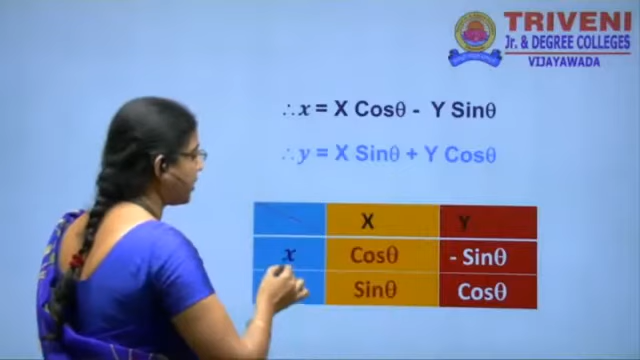 TRIVENI
Jr. & DEGREE COLLEGES
VIJAYAWADA
∴x = X Cosθ - Y Sinθ
∴y = X Sinθ + Y Cosθ
X Y
x Cosθ - Sinθ
Sinθ Cosθ